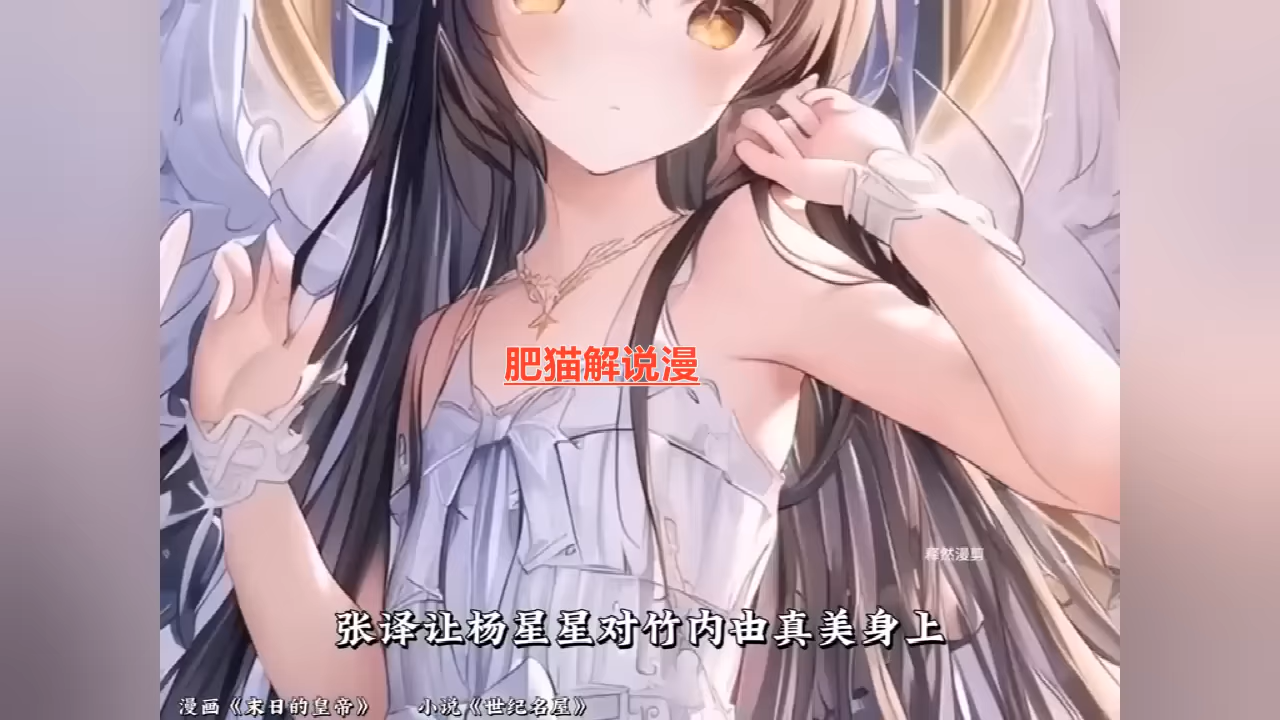 肥猫解说漫
释然漫剪
张译让杨星星对竹内由真美身上
漫画《末日的皇帝》 小说《世纪名屋》